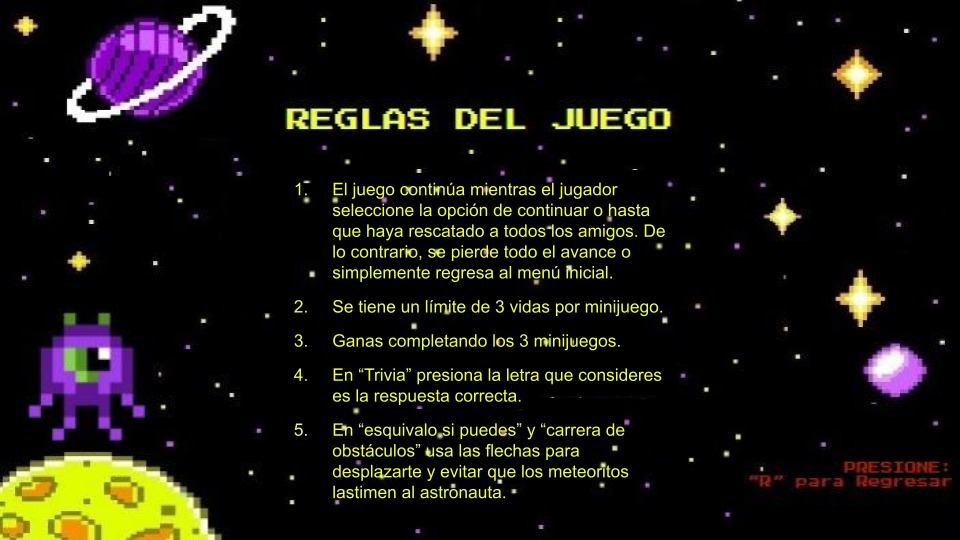 REGLAS DEL JUEGO
1. El juego continúa mientras el jugador
seleccione la opción de continuar o hasta
que haya rescatado a todos los amigos. De
lo contrario, se pierde todo el avance o
simplemente regresa al menú inicial.
2. Se tiene un límite de 3 vidas por minijuego.
3. Ganas completando los 3 minijuegos.
4. En “Trivia” presiona la letra que consideres
es la respuesta correcta.
5. En “esquivalo si puedes” y “carrera de
obstáculos” usa las flechas para
desplazarte y evitar que los meteoritos
lastimen al astronauta.
PRESIONE:
"R" para Regresar